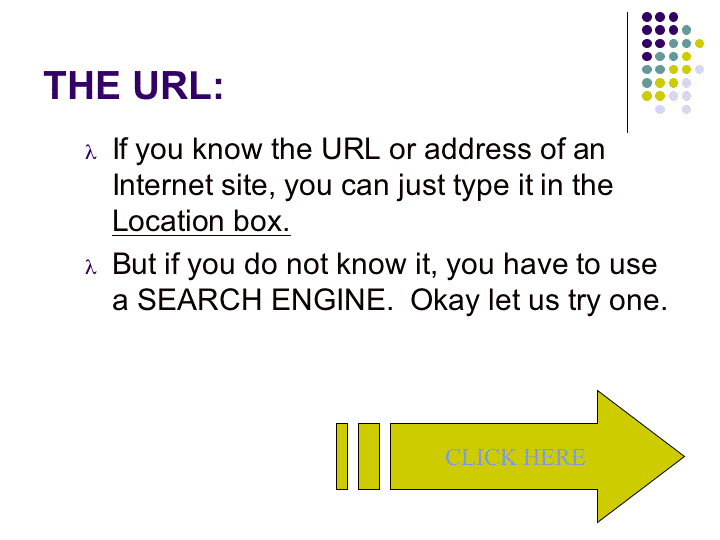 THE URL:
λ If you know the URL or address of an
Internet site, you can just type it in the
Location box.
λ But if you do not know it, you have to use
a SEARCH ENGINE.  Okay let us try one.
CLICK HERE